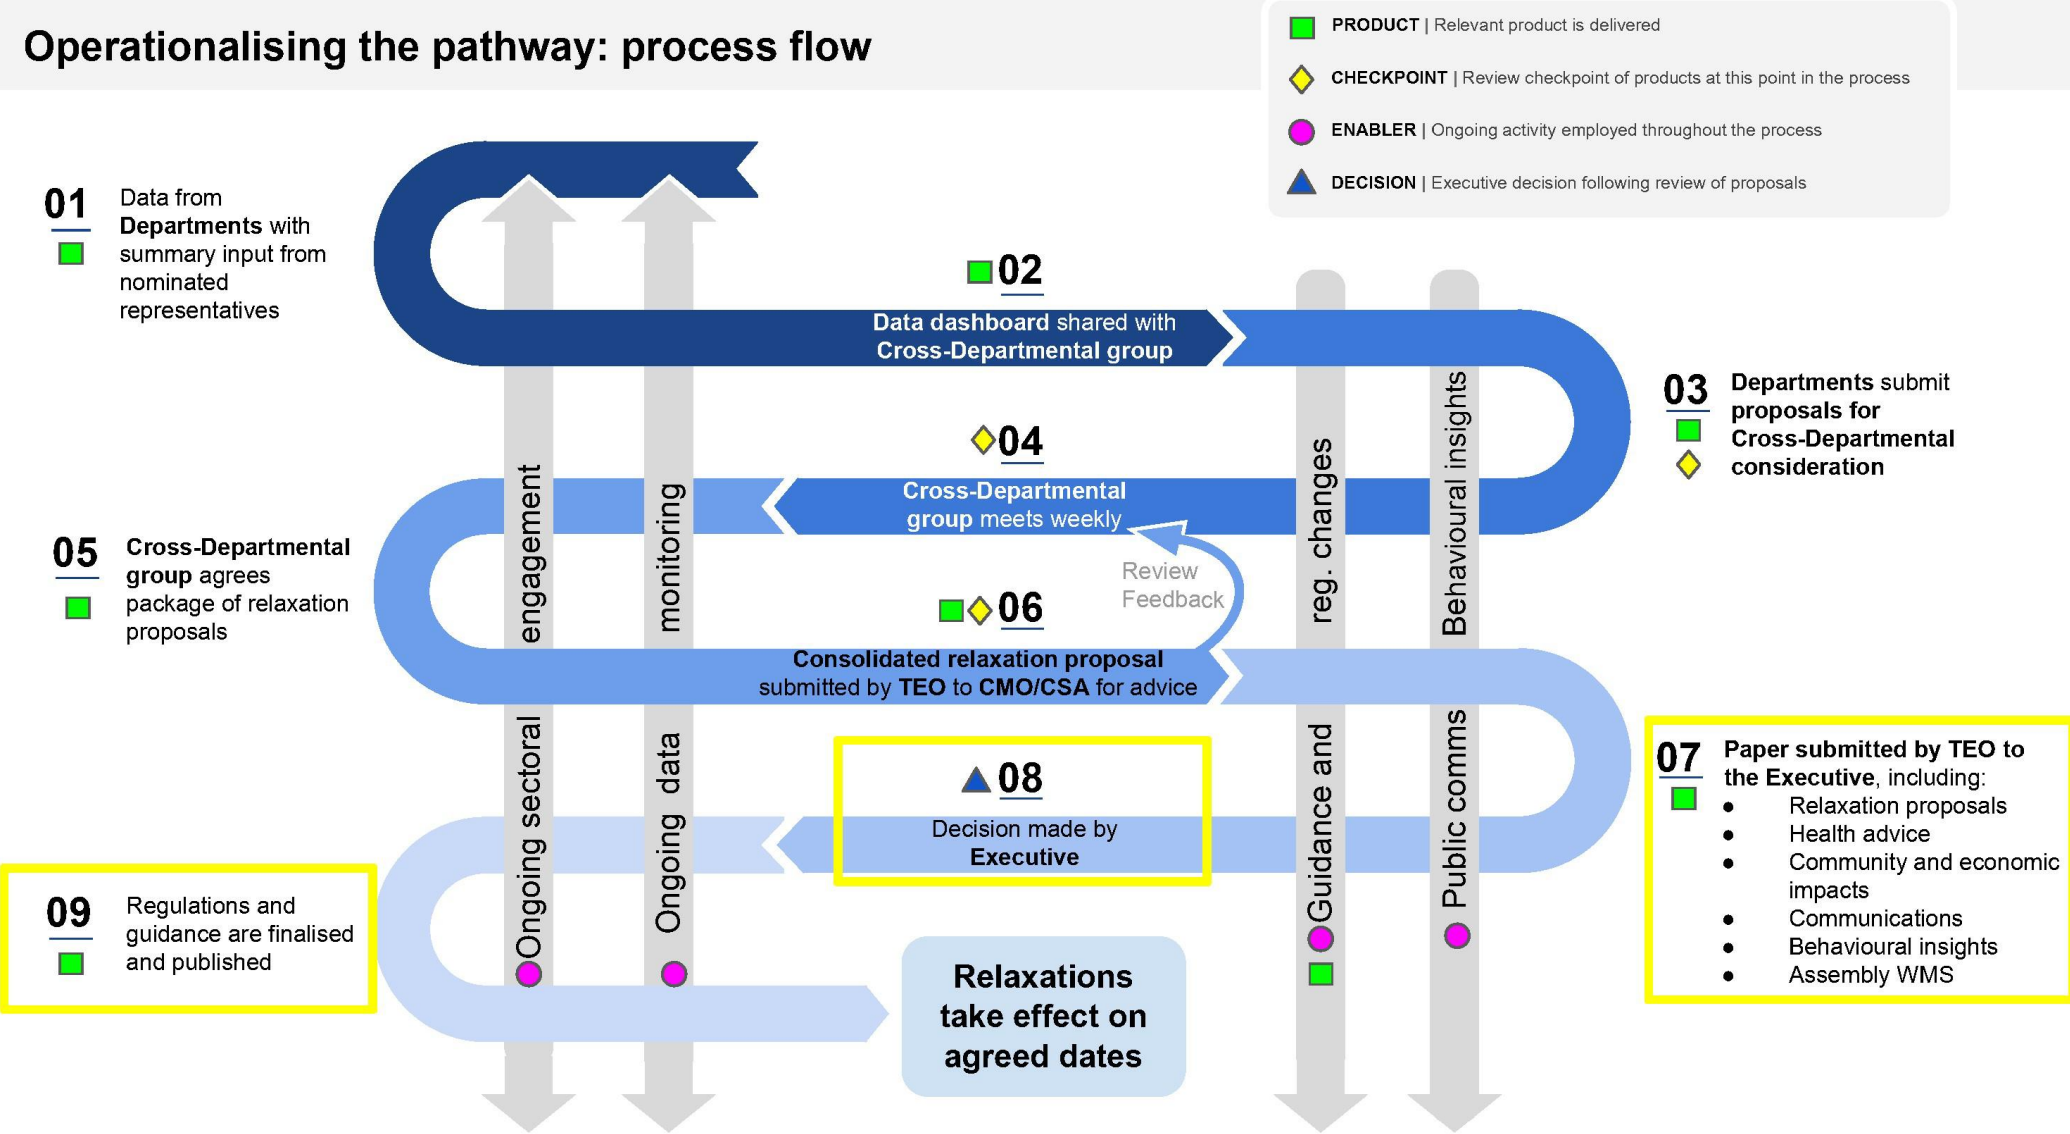 Operationalising the pathway: process flow
PRODUCT | Relevant product is delivered
CHECKPOINT | Review checkpoint of products at this point in the process
ENABLER | Ongoing activity employed throughout the process
DECISION | Executive decision following review of proposals
01
Data from
Departments with
summary input from
nominated
representatives
02
Data dashboard shared with
Cross-Departmental group
03
Departments submit
proposals for
Cross-Departmental
consideration
04
Cross-Departmental
group meets weekly
Review
Feedback
05
Cross-Departmental
group agrees
package of relaxation
proposals
06
Consolidated relaxation proposal
submitted by TEO to CMO/CSA for advice
07
Paper submitted by TEO to
the Executive, including:
● Relaxation proposals
● Health advice
● Community and economic
impacts
● Communications
● Behavioural insights
● Assembly WMS
08
Decision made by
Executive
09
Regulations and
guidance are finalised
and published
Relaxations
take effect on
agreed dates
Ongoing sectoral engagement
Ongoing data monitoring
Guidance and reg. changes
Public comms Behavioural insights